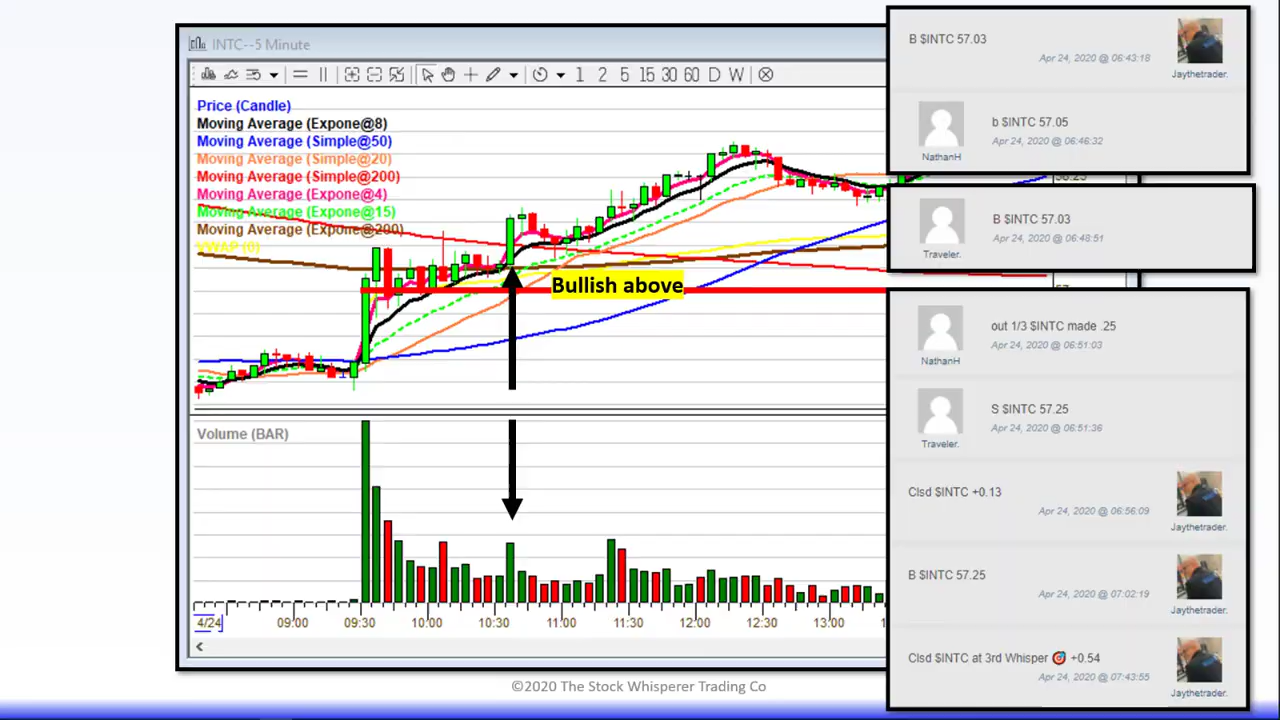 INTC--5 Minute
1 2 5 15 30 60 D W
Price (Candle)
Moving Average (Expone@8)
Moving Average (Simple@50)
Moving Average (Simple@20)
Moving Average (Simple@200)
Moving Average (Expone@4)
Moving Average (Expone@15)
Moving Average (Expone@200)
VWAP (0)
Bullish above
Volume (BAR)
4/24 09:00 09:30 10:00 10:30 11:00 11:30 12:00 12:30 13:00
B $INTC 57.03
Apr 24, 2020 @ 06:43:18
Jaythetrader.
b $INTC 57.05
Apr 24, 2020 @ 06:46:32
NathanH
B $INTC 57.03
Apr 24, 2020 @ 06:48:51
Traveler.
out 1/3 $INTC made .25
Apr 24, 2020 @ 06:51:03
NathanH
S $INTC 57.25
Apr 24, 2020 @ 06:51:36
Traveler.
Clsd $INTC +0.13
Apr 24, 2020 @ 06:56:09
Jaythetrader.
B $INTC 57.25
Apr 24, 2020 @ 07:02:19
Jaythetrader.
Clsd $INTC at 3rd Whisper 🎯 +0.54
Apr 24, 2020 @ 07:43:55
Jaythetrader.
©2020 The Stock Whisperer Trading Co